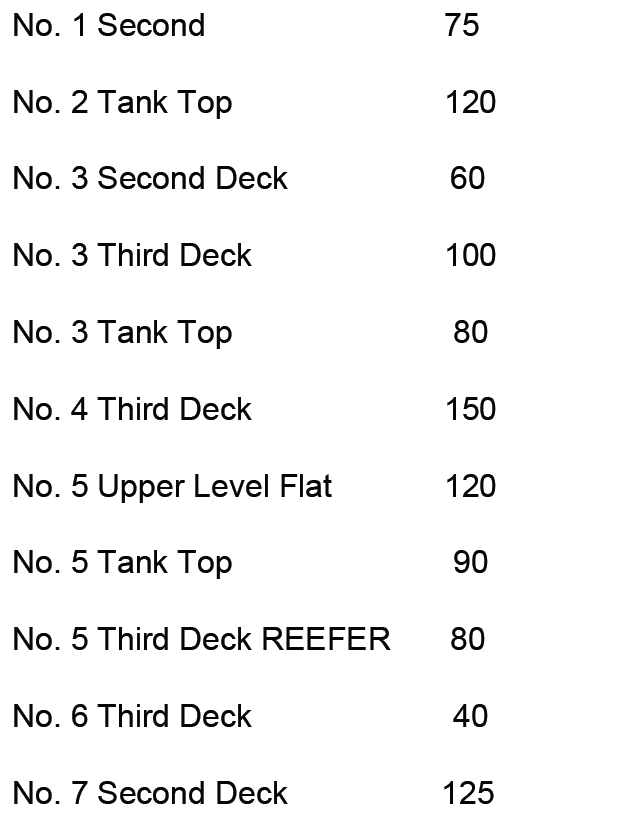 No. 1 Second 75
No. 2 Tank Top 120
No. 3 Second Deck 60
No. 3 Third Deck 100
No. 3 Tank Top 80
No. 4 Third Deck 150
No. 5 Upper Level Flat 120
No. 5 Tank Top 90
No. 5 Third Deck REEFER 80
No. 6 Third Deck 40
No. 7 Second Deck 125